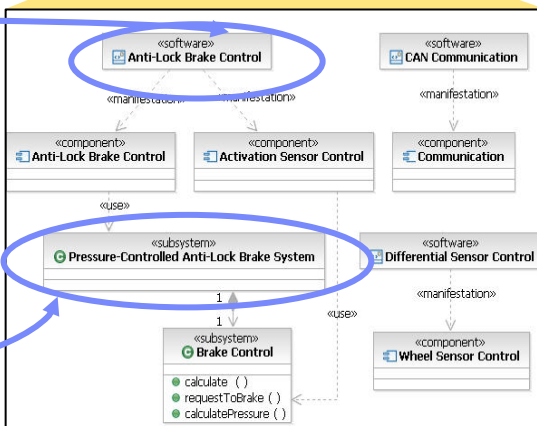 «software»
Anti-Lock Brake Control
«software»
CAN Communication
«manifestation»
«manifestation»
«manifestation»
«component»
Anti-Lock Brake Control
«component»
Activation Sensor Control
«component»
Communication
«use»
«subsystem»
Pressure-Controlled Anti-Lock Brake System
«software»
Differential Sensor Control
1
1
«use»
«manifestation»
«subsystem»
Brake Control
calculate ( )
requestToBrake ( )
calculatePressure ( )
«component»
Wheel Sensor Control